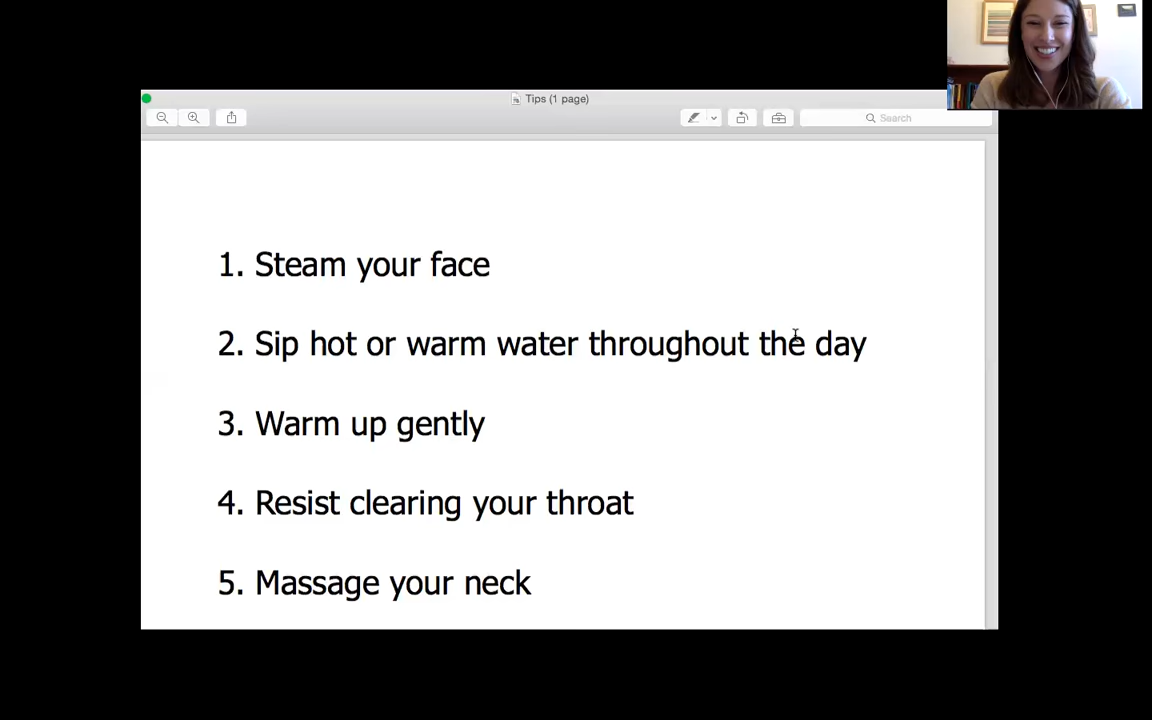 Tips (1 page)
Search
1. Steam your face
2. Sip hot or warm water throughout the day
3. Warm up gently
4. Resist clearing your throat
5. Massage your neck